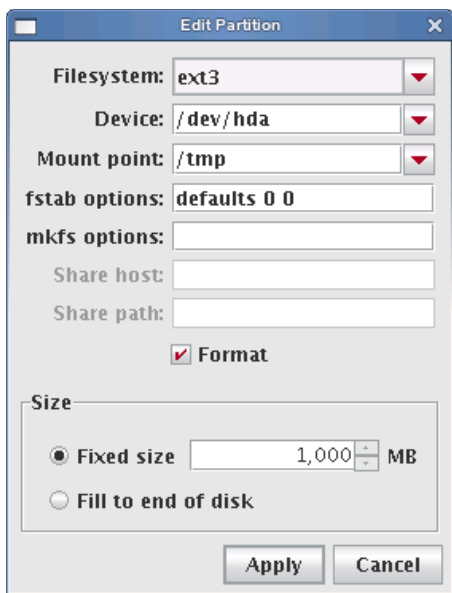 Edit Partition
Filesystem: ext3
Device: /dev/hda
Mount point: /tmp
fstab options: defaults 0 0
mkfs options:
Share host:
Share path:
Format
Size
Fixed size 1,000 MB
Fill to end of disk
Apply Cancel